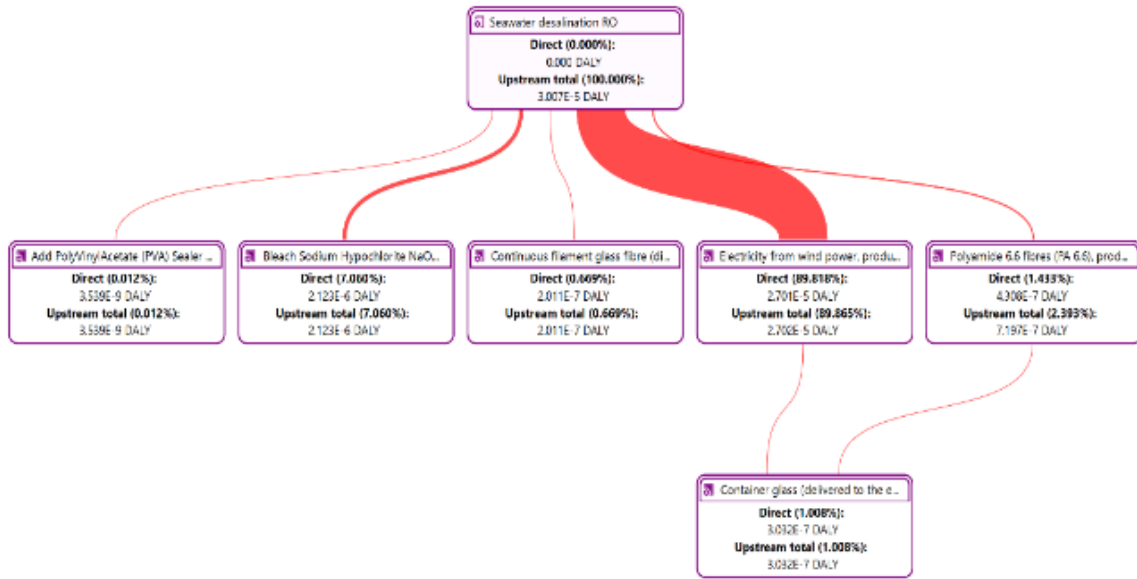 Seawater desalination RO
Direct (0.000%):
0.000 DALY
Upstream total (100.000%):
3.007E-5 DALY
Add PolyVinylAcetate (PVA) Sealer ...
Direct (0.012%):
3.539E-9 DALY
Upstream total (0.012%):
3.539E-9 DALY
Bleach Sodium Hypochlorite NaO...
Direct (7.060%):
2.123E-6 DALY
Upstream total (7.060%):
2.123E-6 DALY
Continuous filament glass fibre (di...
Direct (0.669%):
2.011E-7 DALY
Upstream total (0.669%):
2.011E-7 DALY
Electricity from wind power, produ...
Direct (89.818%):
2.701E-5 DALY
Upstream total (89.865%):
2.702E-5 DALY
Polyamide 6.6 fibres (PA 6.6), prod...
Direct (1.433%):
4.308E-7 DALY
Upstream total (2.393%):
7.197E-7 DALY
Container glass (delivered to the e...
Direct (1.008%):
3.032E-7 DALY
Upstream total (1.008%):
3.032E-7 DALY